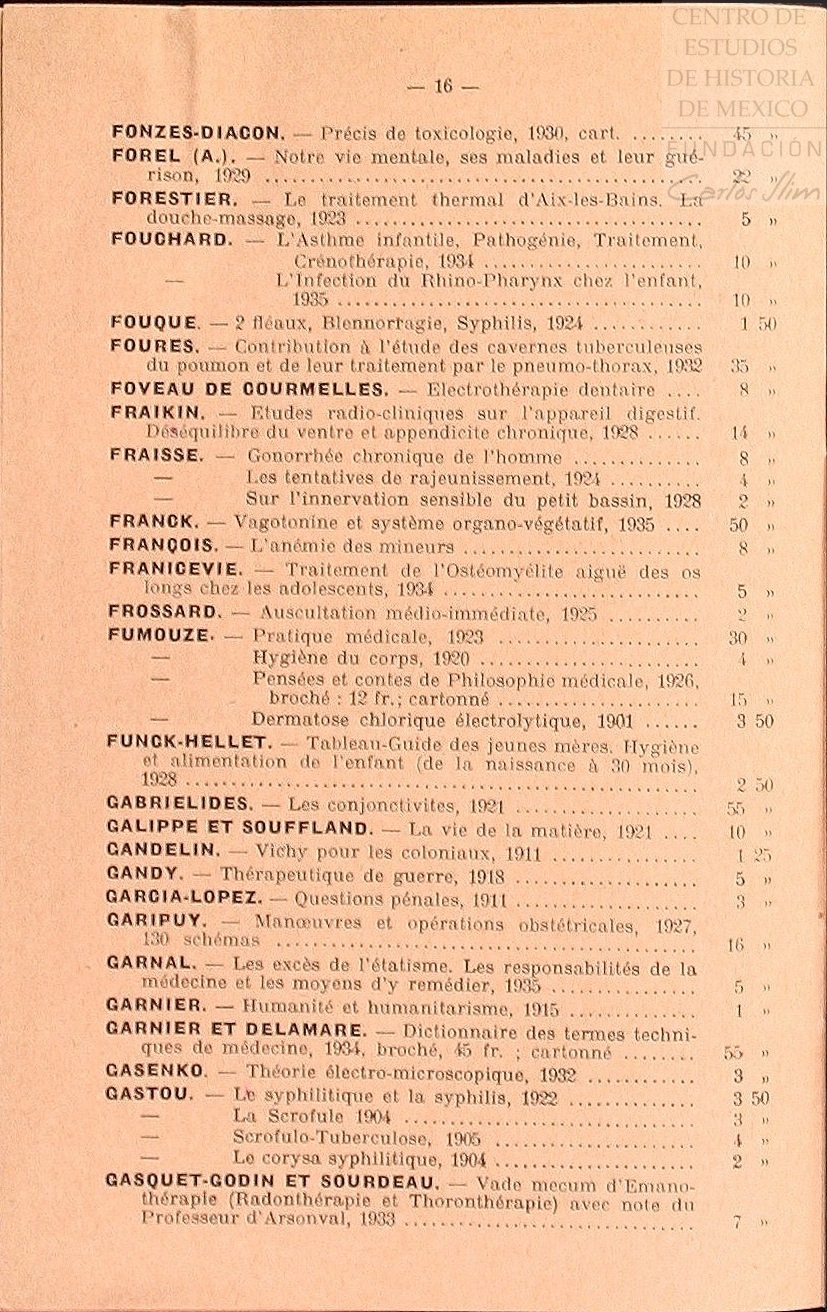 CENTRO DE
ESTUDIOS
DE HISTORIA
DE MEXICO
FUNDACIÓN
Carlos Slim
— 16 —
FONZES-DIACON. — Précis de toxicologie, 1930, cart. ........ 45 »
FOREL (A.). — Notre vie mentale, ses maladies et leur gué-
rison, 1929 ........ 22 »
FORESTIER. — Le traitement thermal d'Aix-les-Bains. La
douche-massage, 1923 ........ 5 »
FOUCHARD. — L'Asthme infantile, Pathogénie, Traitement,
Crénothérapie, 1934 ........ 10 »
— L'Infection du Rhino-Pharynx chez l'enfant,
1935 ........ 10 »
FOUQUE. — 2 fléaux, Blennorragie, Syphilis, 1924 ........ 1 50
FOURES. — Contribution à l'étude des cavernes tuberculeuses
du poumon et de leur traitement par le pneumo-thorax, 1932 35 »
FOVEAU DE COURMELLES. — Electrothérapie dentaire .... 8 »
FRAIKIN. — Etudes radio-cliniques sur l'appareil digestif.
Déséquilibre du ventre et appendicite chronique, 1928 ...... 14 »
FRAISSE. — Gonorrhée chronique de l'homme ........ 8 »
— Les tentatives de rajeunissement, 1924 ........ 4 »
— Sur l'innervation sensible du petit bassin, 1928 2 »
FRANCK. — Vagotonine et système organo-végétatif, 1935 .... 50 »
FRANÇOIS. — L'anémie des mineurs ........ 8 »
FRANICEVIE. — Traitement de l'Ostéomyélite aiguë des os
longs chez les adolescents, 1934 ........ 5 »
FROSSARD. — Auscultation médio-immédiate, 1925 ........ 2 »
FUMOUZE. — Pratique médicale, 1923 ........ 30 »
— Hygiène du corps, 1920 ........ 4 »
— Pensées et contes de Philosophie médicale, 1926,
broché : 12 fr.; cartonné ........ 15 »
— Dermatose chlorique électrolytique, 1901 ...... 3 50
FUNCK-HELLET. — Tableau-Guide des jeunes mères. Hygiène
et alimentation de l'enfant (de la naissance à 30 mois),
1928 ........ 2 50
GABRIELIDES. — Les conjonctivites, 1921 ........ 55 »
GALIPPE ET SOUFFLAND. — La vie de la matière, 1921 .... 10 »
GANDELIN. — Vichy pour les coloniaux, 1911 ........ 1 25
GANDY. — Thérapeutique de guerre, 1918 ........ 5 »
GARCIA-LOPEZ. — Questions pénales, 1911 ........ 3 »
GARIPUY. — Manœuvres et opérations obstétricales, 1927,
130 schémas ........ 16 »
GARNAL. — Les excès de l'étatisme. Les responsabilités de la
médecine et les moyens d'y remédier, 1935 ........ 5 »
GARNIER. — Humanité et humanitarisme, 1915 ........ 1 »
GARNIER ET DELAMARE. — Dictionnaire des termes techni-
ques de médecine, 1934, broché, 45 fr. ; cartonné ........ 55 »
GASENKO. — Théorie électro-microscopique, 1932 ........ 3 »
GASTOU. — Le syphilitique et la syphilis, 1922 ........ 3 50
— La Scrofule 1904 ........ 3 »
— Scrofulo-Tuberculose, 1905 ........ 4 »
— Le corysa syphilitique, 1904 ........ 2 »
GASQUET-GODIN ET SOURDEAU. — Vade mecum d'Emano-
thérapie (Radonthérapie et Thoronthérapie) avec note du
Professeur d'Arsonval, 1933 ........ 7 »